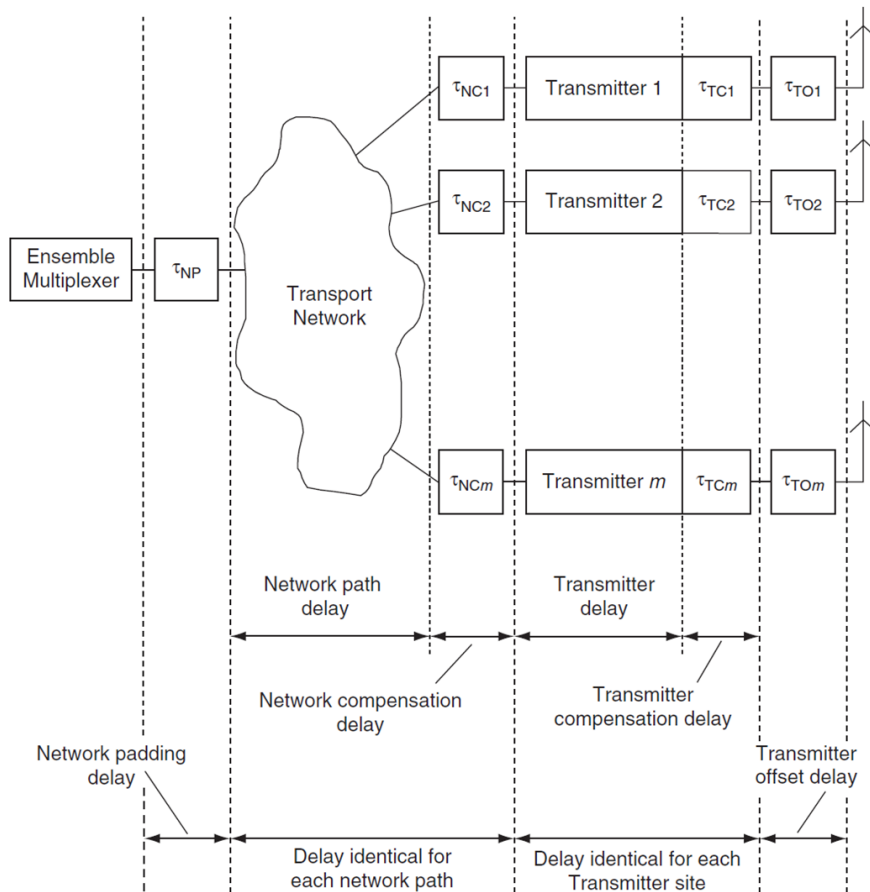 τNC1
Transmitter 1
τTC1
τTO1
τNC2
Transmitter 2
τTC2
τTO2
Ensemble
Multiplexer
τNP
Transport
Network
τNCm
Transmitter m
τTCm
τTOm
Network path
delay
Transmitter
delay
Network compensation
delay
Transmitter
compensation delay
Network padding
delay
Transmitter
offset delay
Delay identical for
each network path
Delay identical for each
Transmitter site